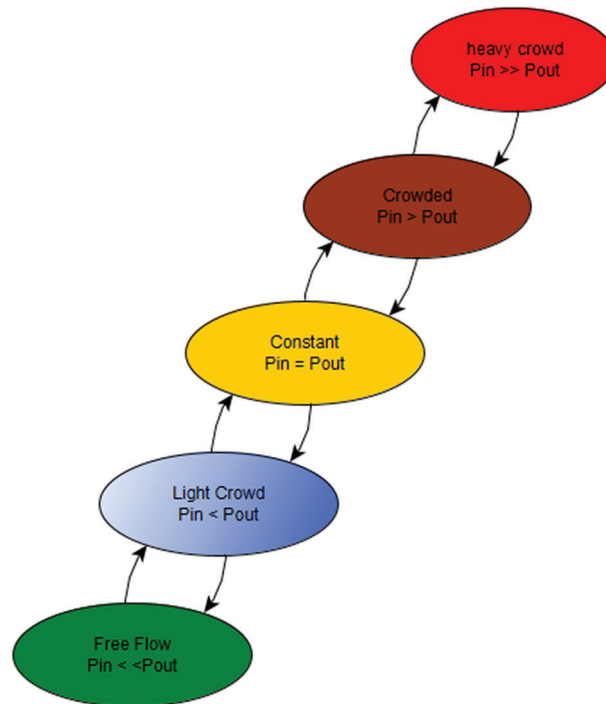 heavy crowd
Pin >> Pout
Crowded
Pin > Pout
Constant
Pin = Pout
Light Crowd
Pin < Pout
Free Flow
Pin < <Pout